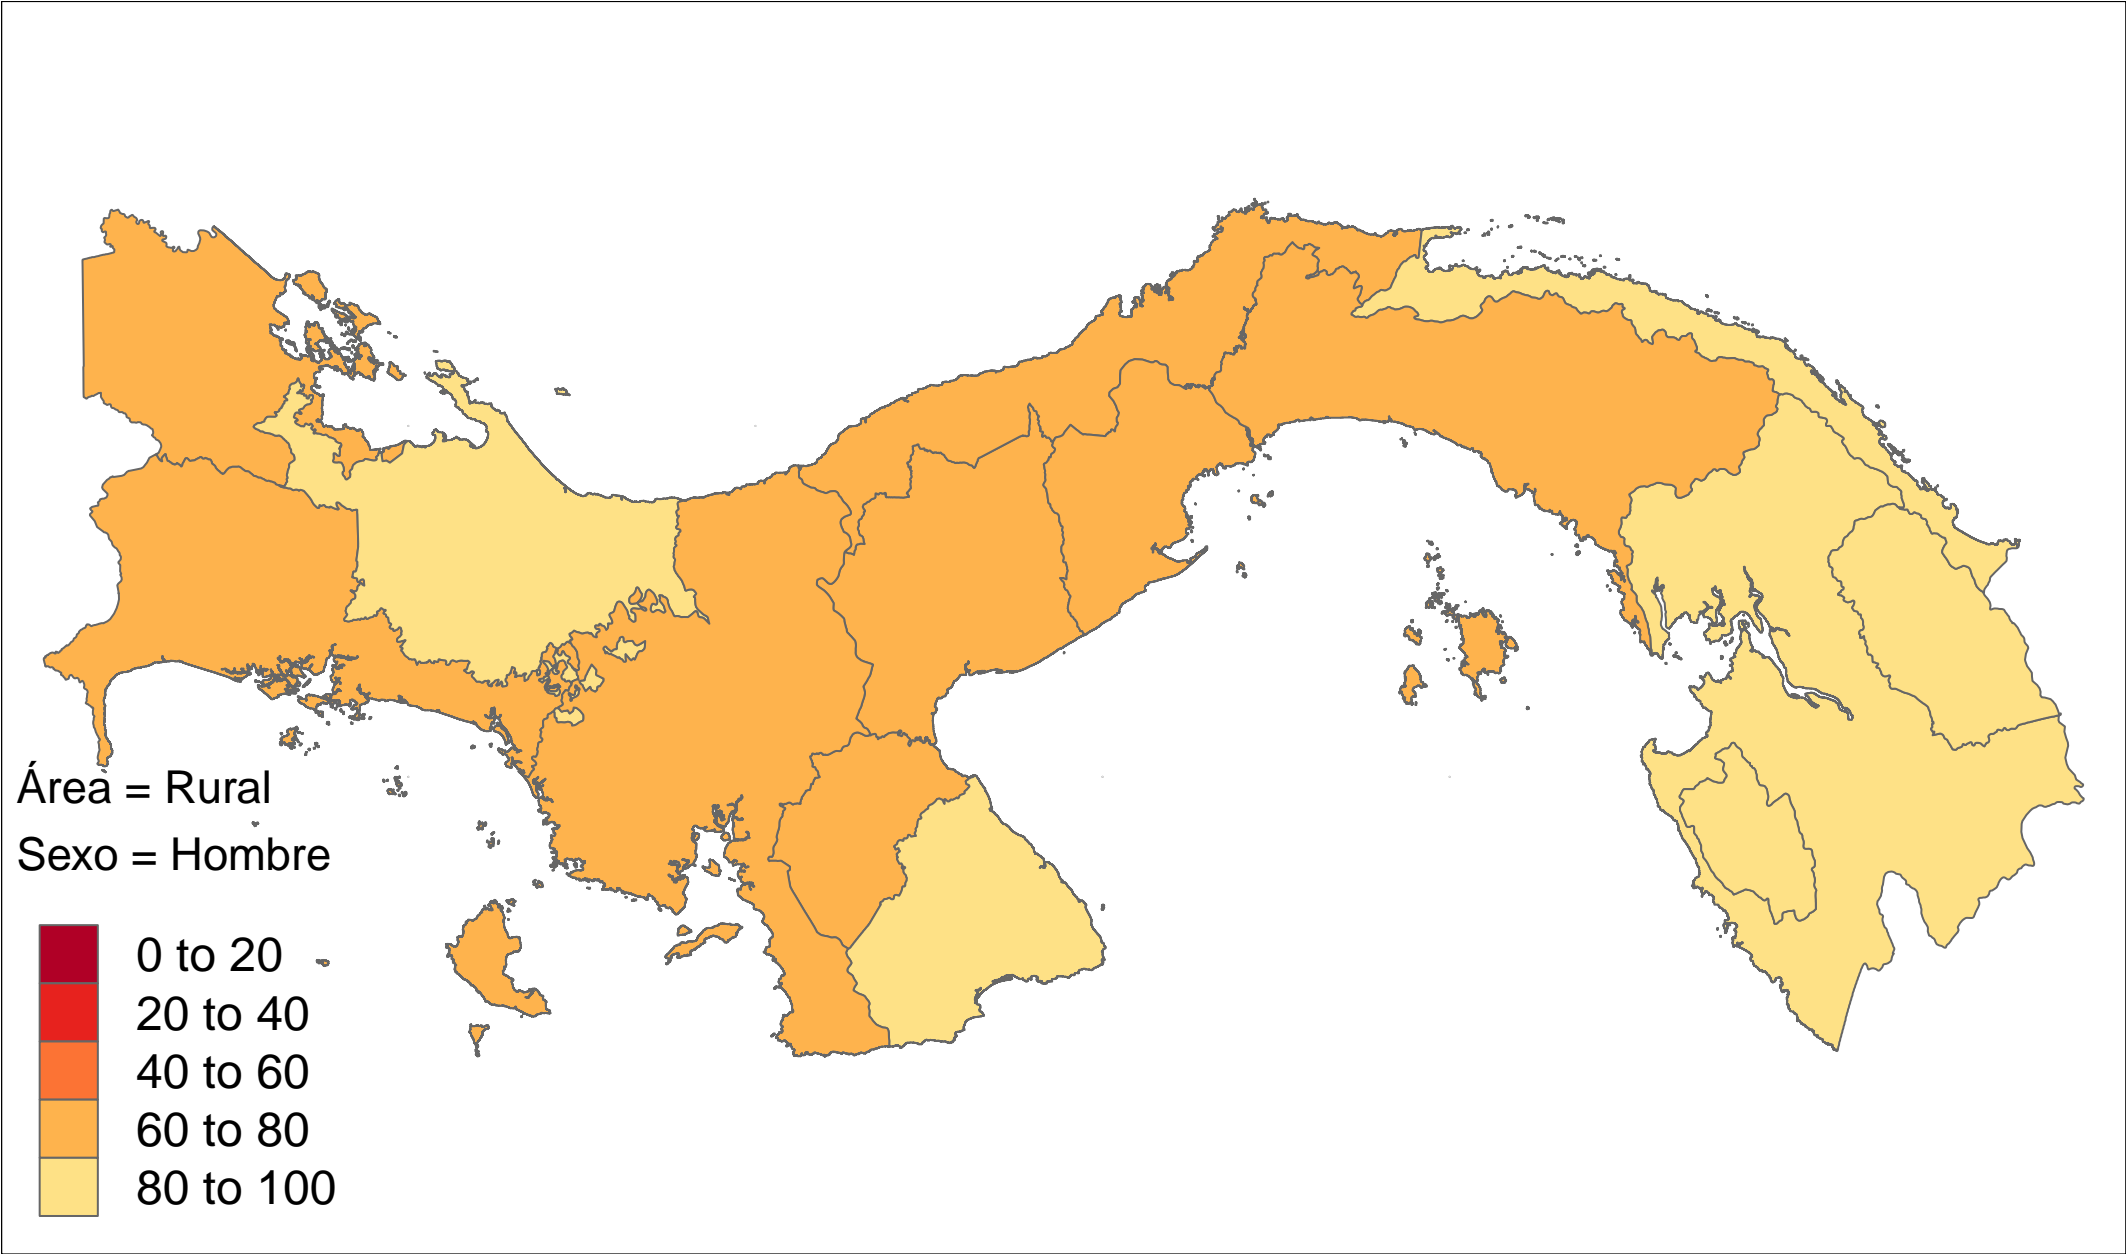 Área = Rural
Sexo = Hombre
0 to 20
20 to 40
40 to 60
60 to 80
80 to 100